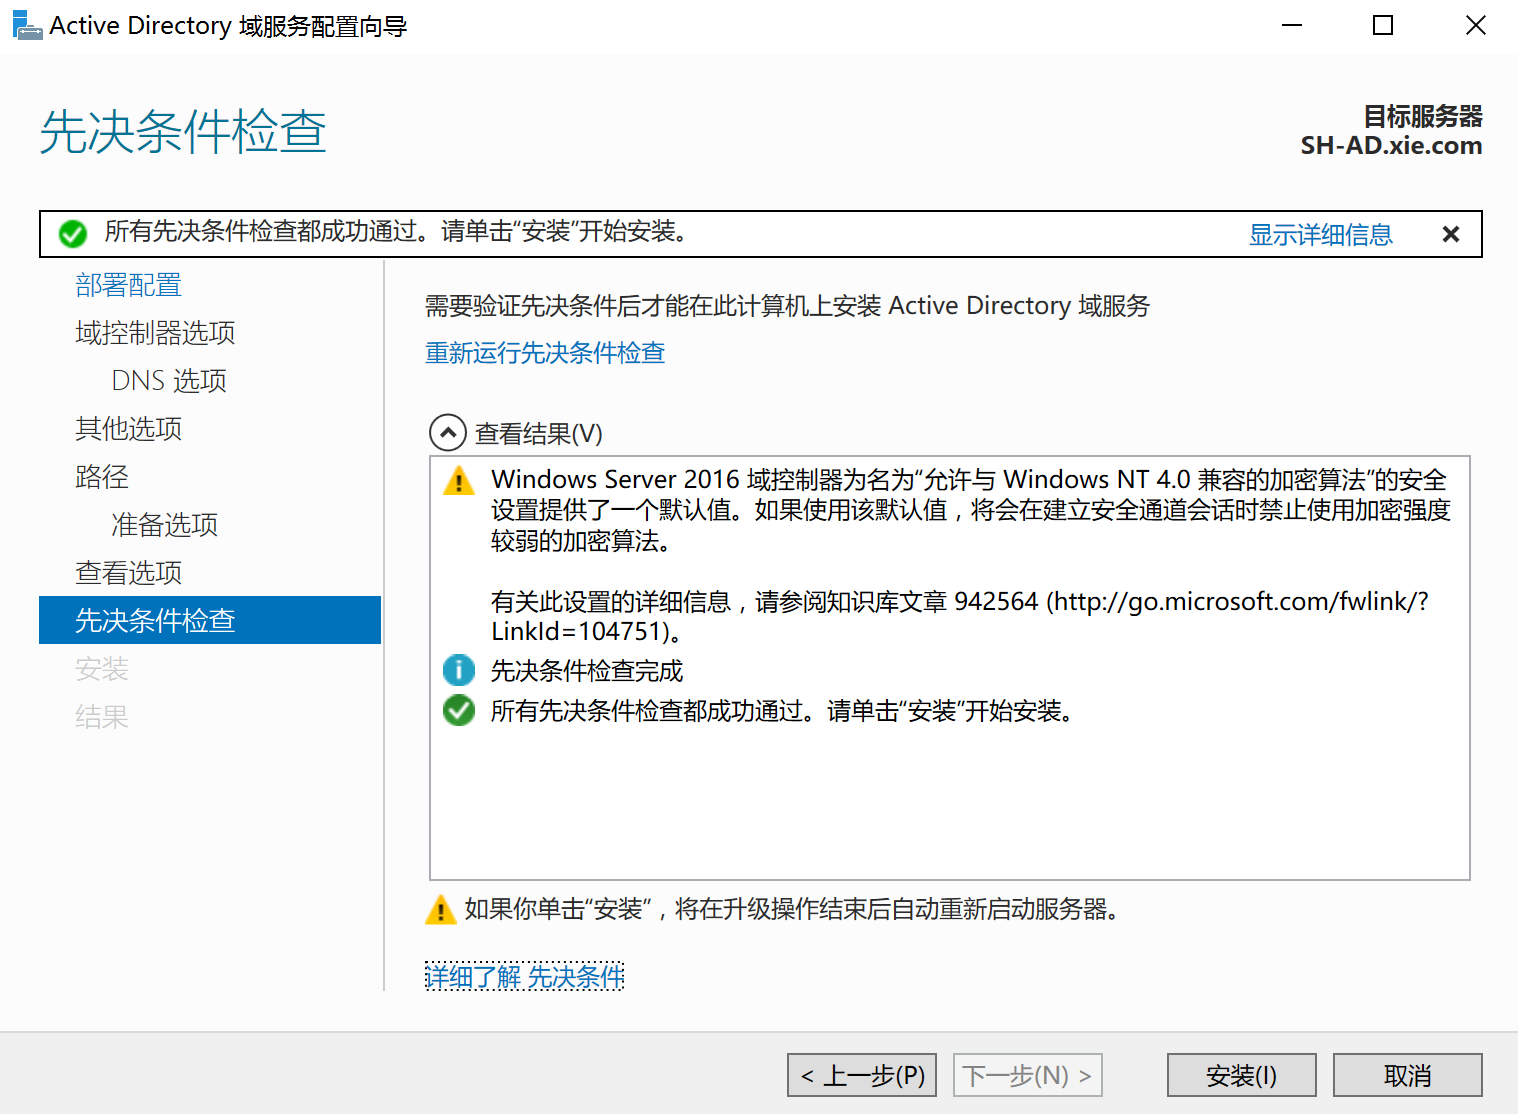 Active Directory 域服务配置向导
先决条件检查
目标服务器
SH-AD.xie.com
所有先决条件检查都成功通过。请单击“安装”开始安装。
显示详细信息
部署配置
域控制器选项
DNS 选项
其他选项
路径
准备选项
查看选项
先决条件检查
安装
结果
需要验证先决条件后才能在此计算机上安装 Active Directory 域服务
重新运行先决条件检查
查看结果(V)
Windows Server 2016 域控制器为名为“允许与 Windows NT 4.0 兼容的加密算法”的安全
设置提供了一个默认值。如果使用该默认值，将会在建立安全通道会话时禁止使用加密强度
较弱的加密算法。
有关此设置的详细信息，请参阅知识库文章 942564 (http://go.microsoft.com/fwlink/?
LinkId=104751)。
先决条件检查完成
所有先决条件检查都成功通过。请单击“安装”开始安装。
如果你单击“安装”，将在升级操作结束后自动重新启动服务器。
详细了解 先决条件
< 上一步(P)
下一步(N) >
安装(I)
取消